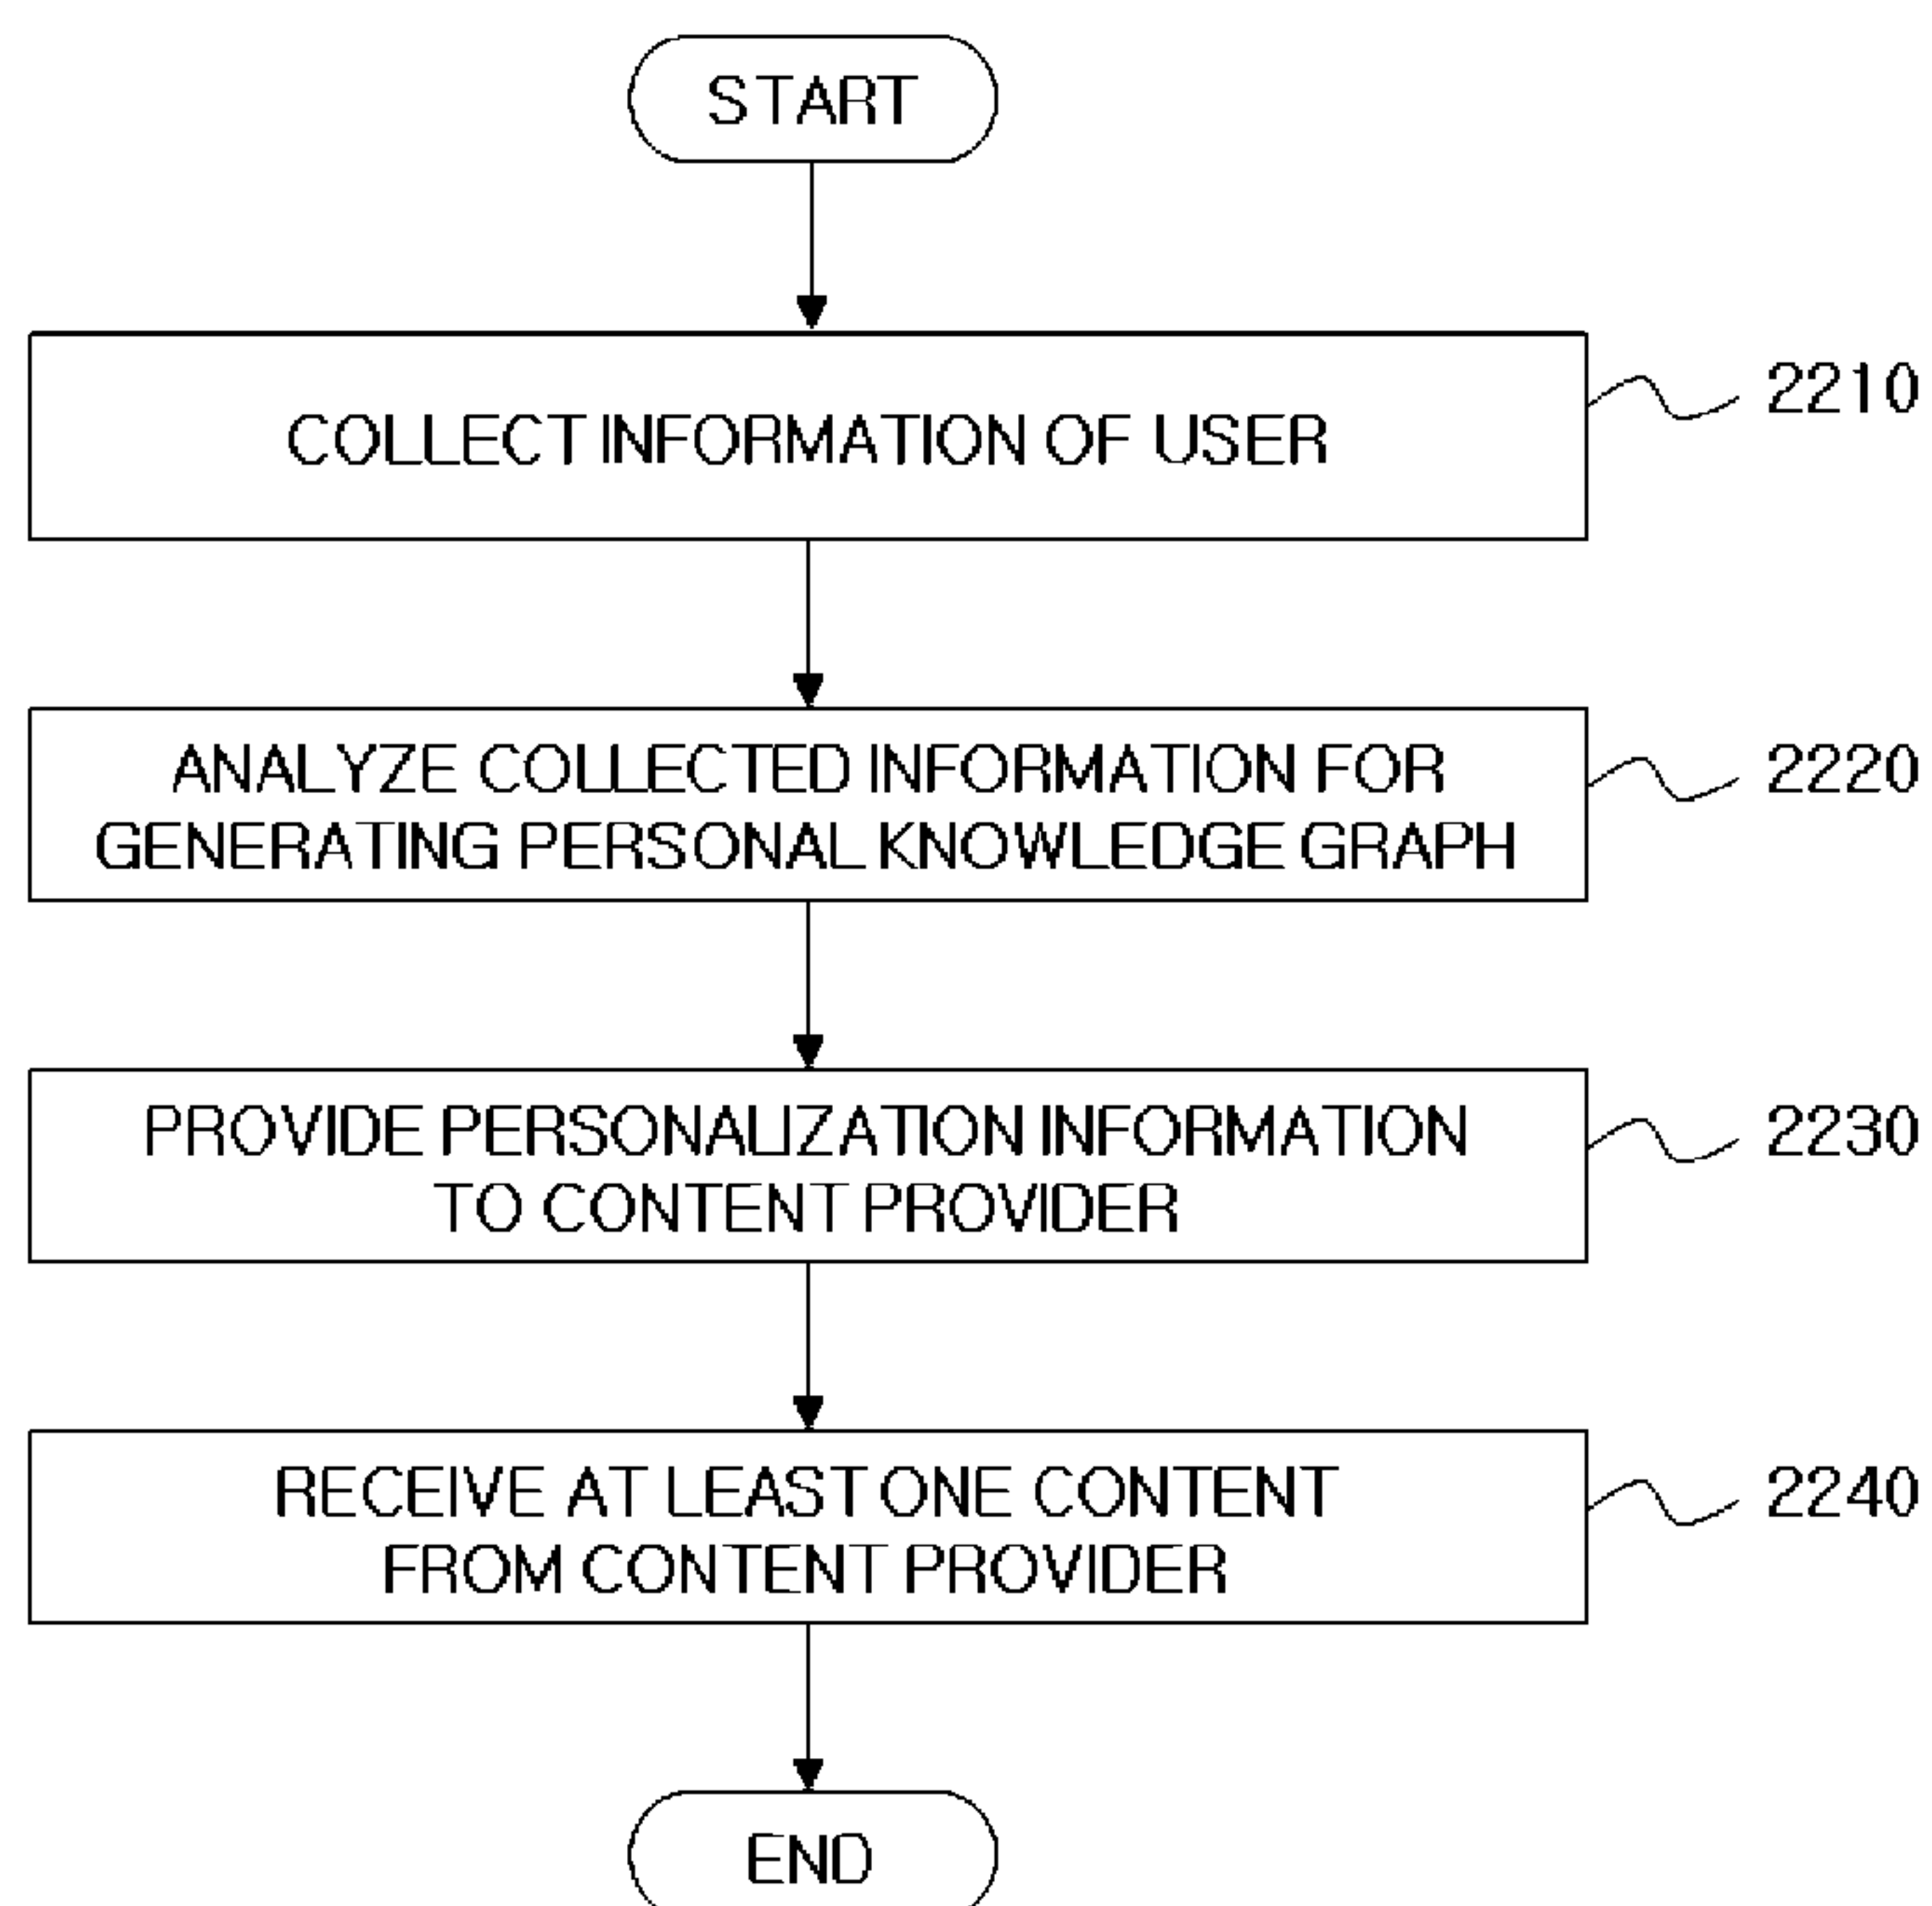 START
COLLECT INFORMATION OF USER
2210
ANALYZE COLLECTED INFORMATION FOR
GENERATING PERSONAL KNOWLEDGE GRAPH
2220
PROVIDE PERSONALIZATION INFORMATION
TO CONTENT PROVIDER
2230
RECEIVE AT LEAST ONE CONTENT
FROM CONTENT PROVIDER
2240
END